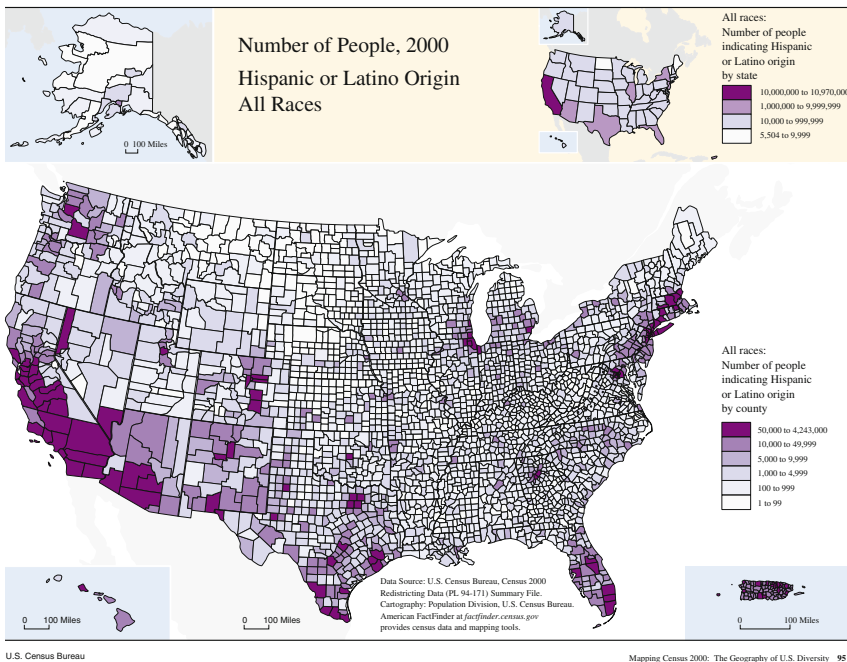 Number of People, 2000
Hispanic or Latino Origin
All Races
0 100 Miles
All races:
Number of people
indicating Hispanic
or Latino origin
by state
10,000,000 to 10,970,000
1,000,000 to 9,999,999
10,000 to 999,999
5,504 to 9,999
All races:
Number of people
indicating Hispanic
or Latino origin
by county
50,000 to 4,243,000
10,000 to 49,999
5,000 to 9,999
1,000 to 4,999
100 to 999
1 to 99
Data Source: U.S. Census Bureau, Census 2000
Redistricting Data (PL 94-171) Summary File.
Cartography: Population Division, U.S. Census Bureau.
American FactFinder at factfinder.census.gov
provides census data and mapping tools.
0 100 Miles
0 100 Miles
0 100 Miles
U.S. Census Bureau
Mapping Census 2000: The Geography of U.S. Diversity 95